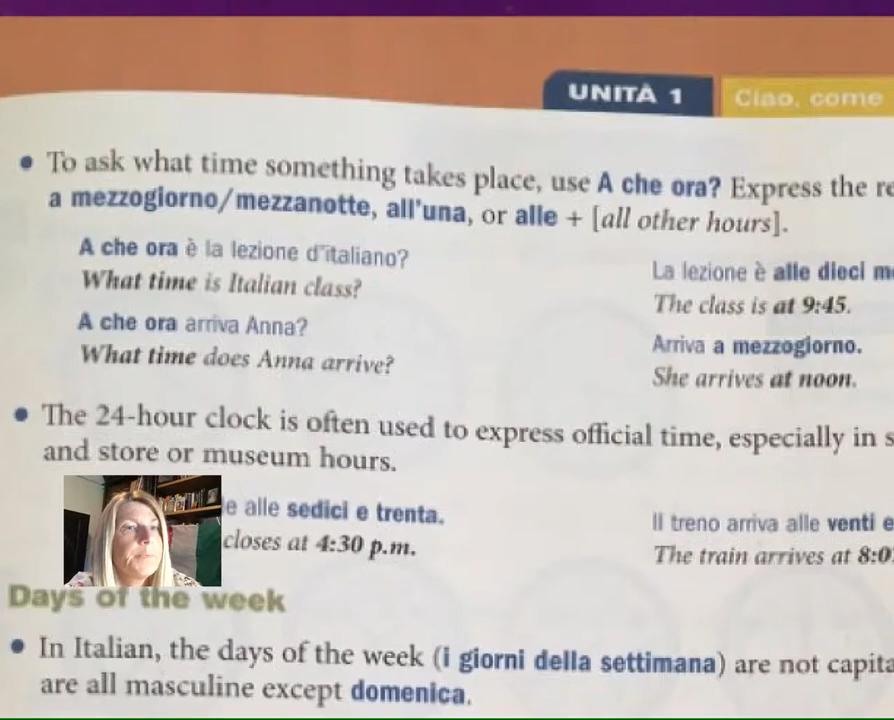 UNITÀ 1
Ciao, come
• To ask what time something takes place, use A che ora? Express the re
a mezzogiorno/mezzanotte, all'una, or alle + [all other hours].
A che ora è la lezione d'italiano?
What time is Italian class?
A che ora arriva Anna?
What time does Anna arrive?
La lezione è alle dieci m
The class is at 9:45.
Arriva a mezzogiorno.
She arrives at noon.
• The 24-hour clock is often used to express official time, especially in s
and store or museum hours.
e alle sedici e trenta.
closes at 4:30 p.m.
Il treno arriva alle venti e
The train arrives at 8:0
Days of the week
• In Italian, the days of the week (i giorni della settimana) are not capita
are all masculine except domenica.